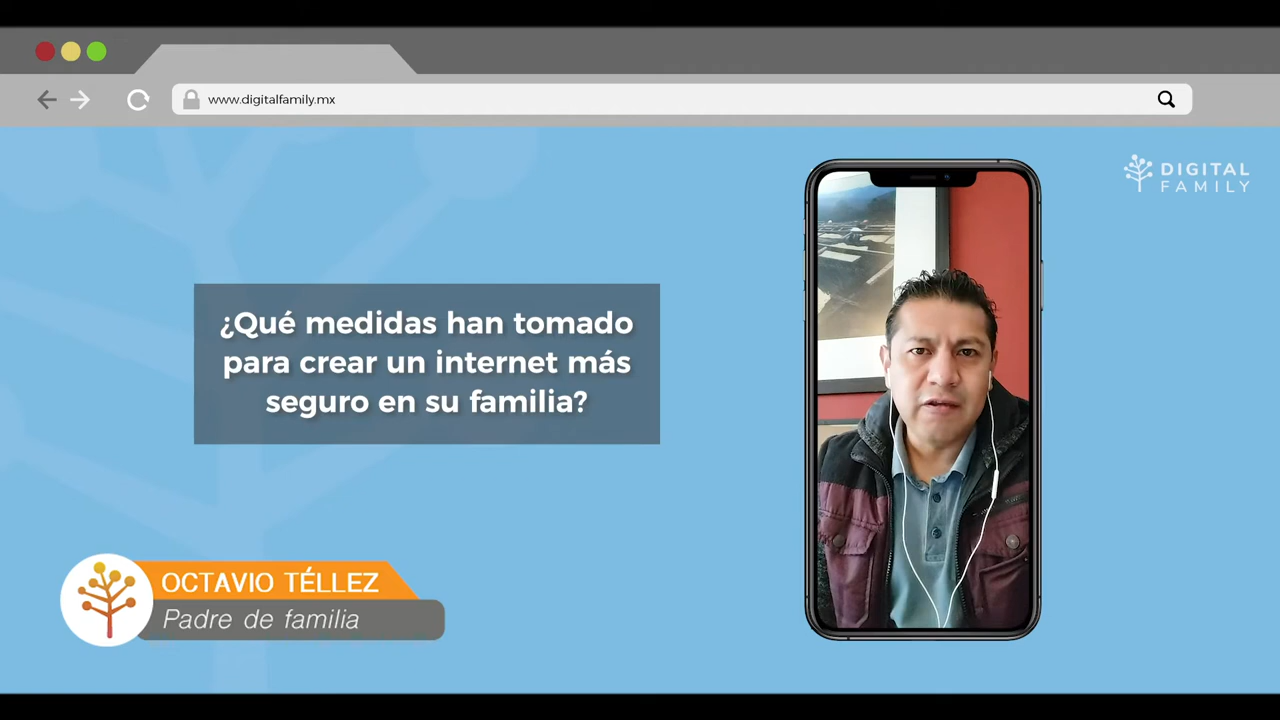 www.digitalfamily.mx
DIGITAL
FAMILY
¿Qué medidas han tomado
para crear un internet más
seguro en su familia?
OCTAVIO TÉLLEZ
Padre de familia